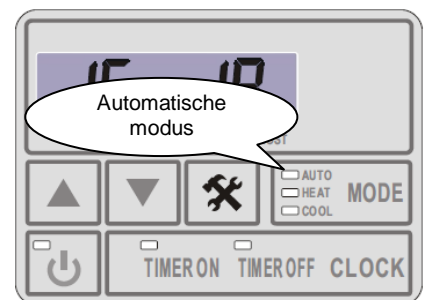 Automatische
modus
AUTO
HEAT
COOL
MODE
TIMER ON
TIMER OFF
CLOCK